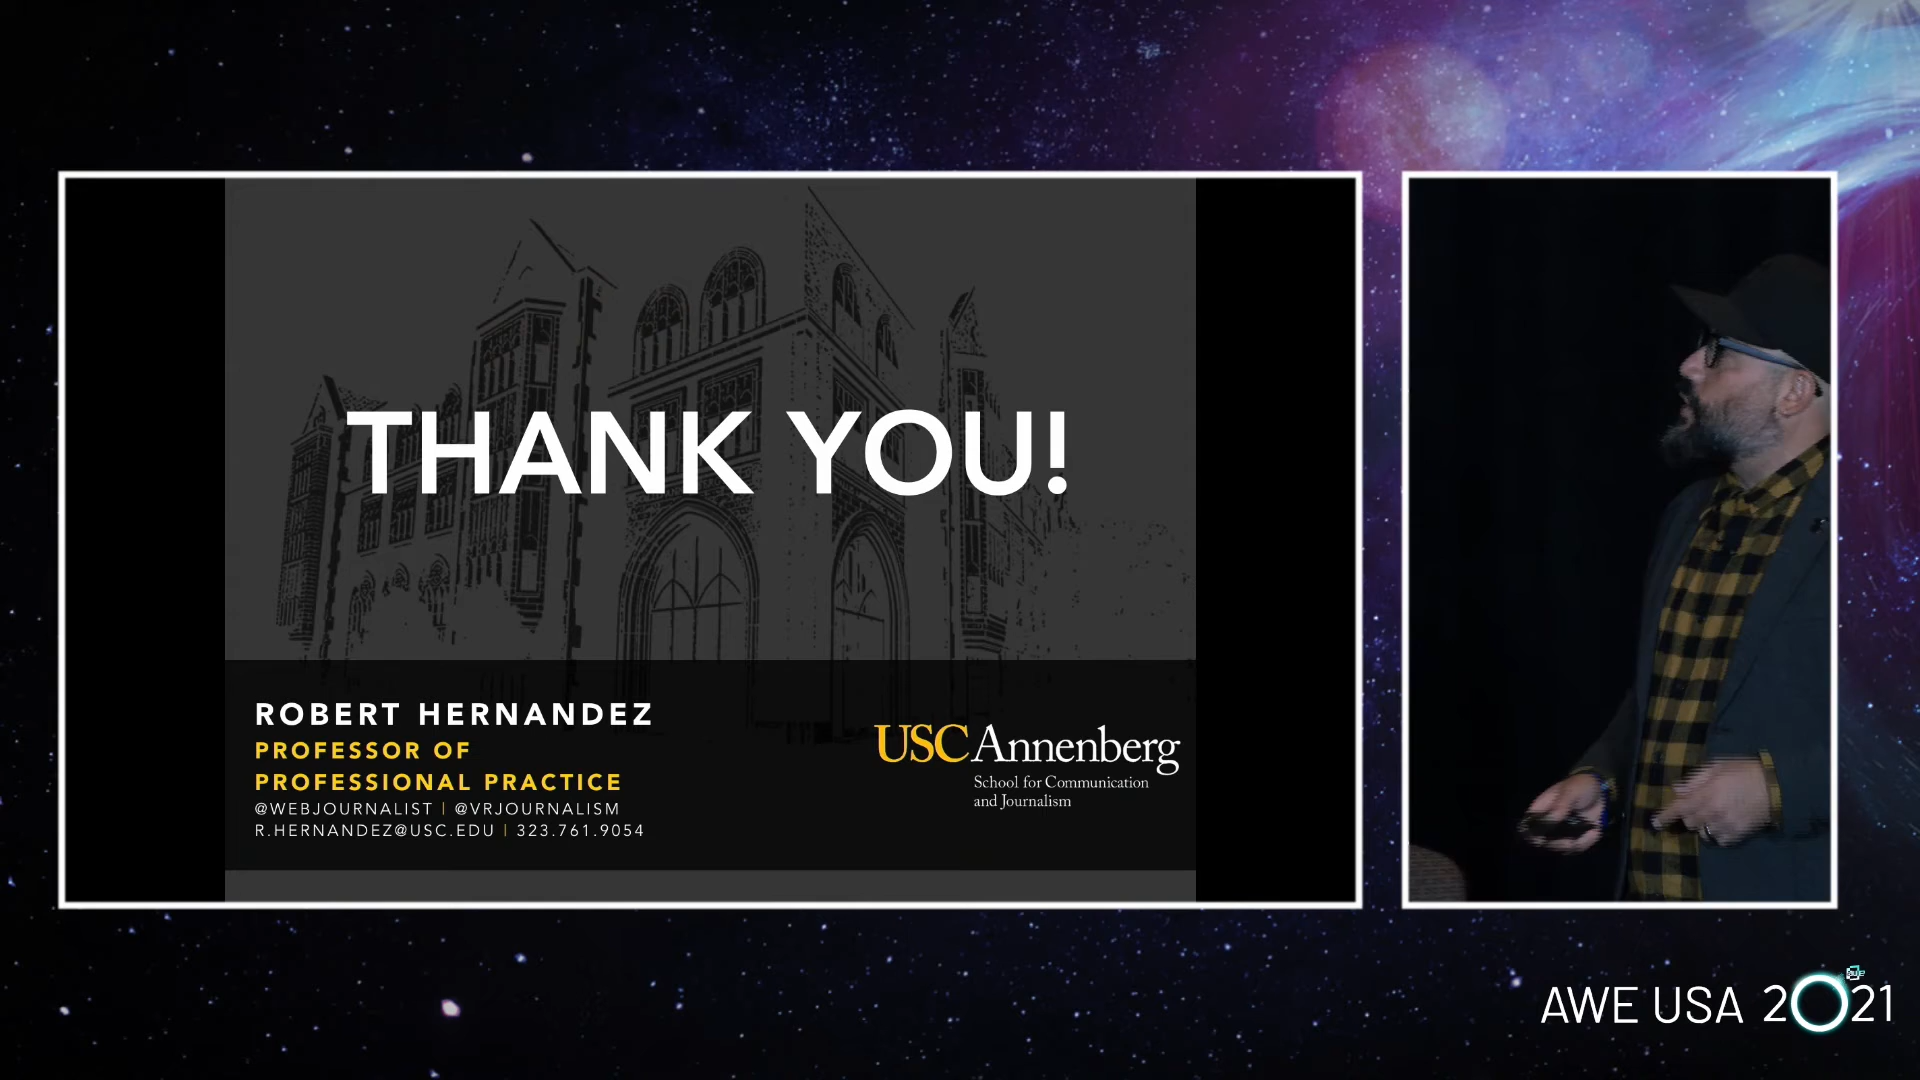 THANK YOU!
ROBERT HERNANDEZ
PROFESSOR OF
PROFESSIONAL PRACTICE
@WEBJOURNALIST | @VRJOURNALISM
R.HERNANDEZ@USC.EDU | 323.761.9054
USC Annenberg
School for Communication
and Journalism
AWE USA 2021